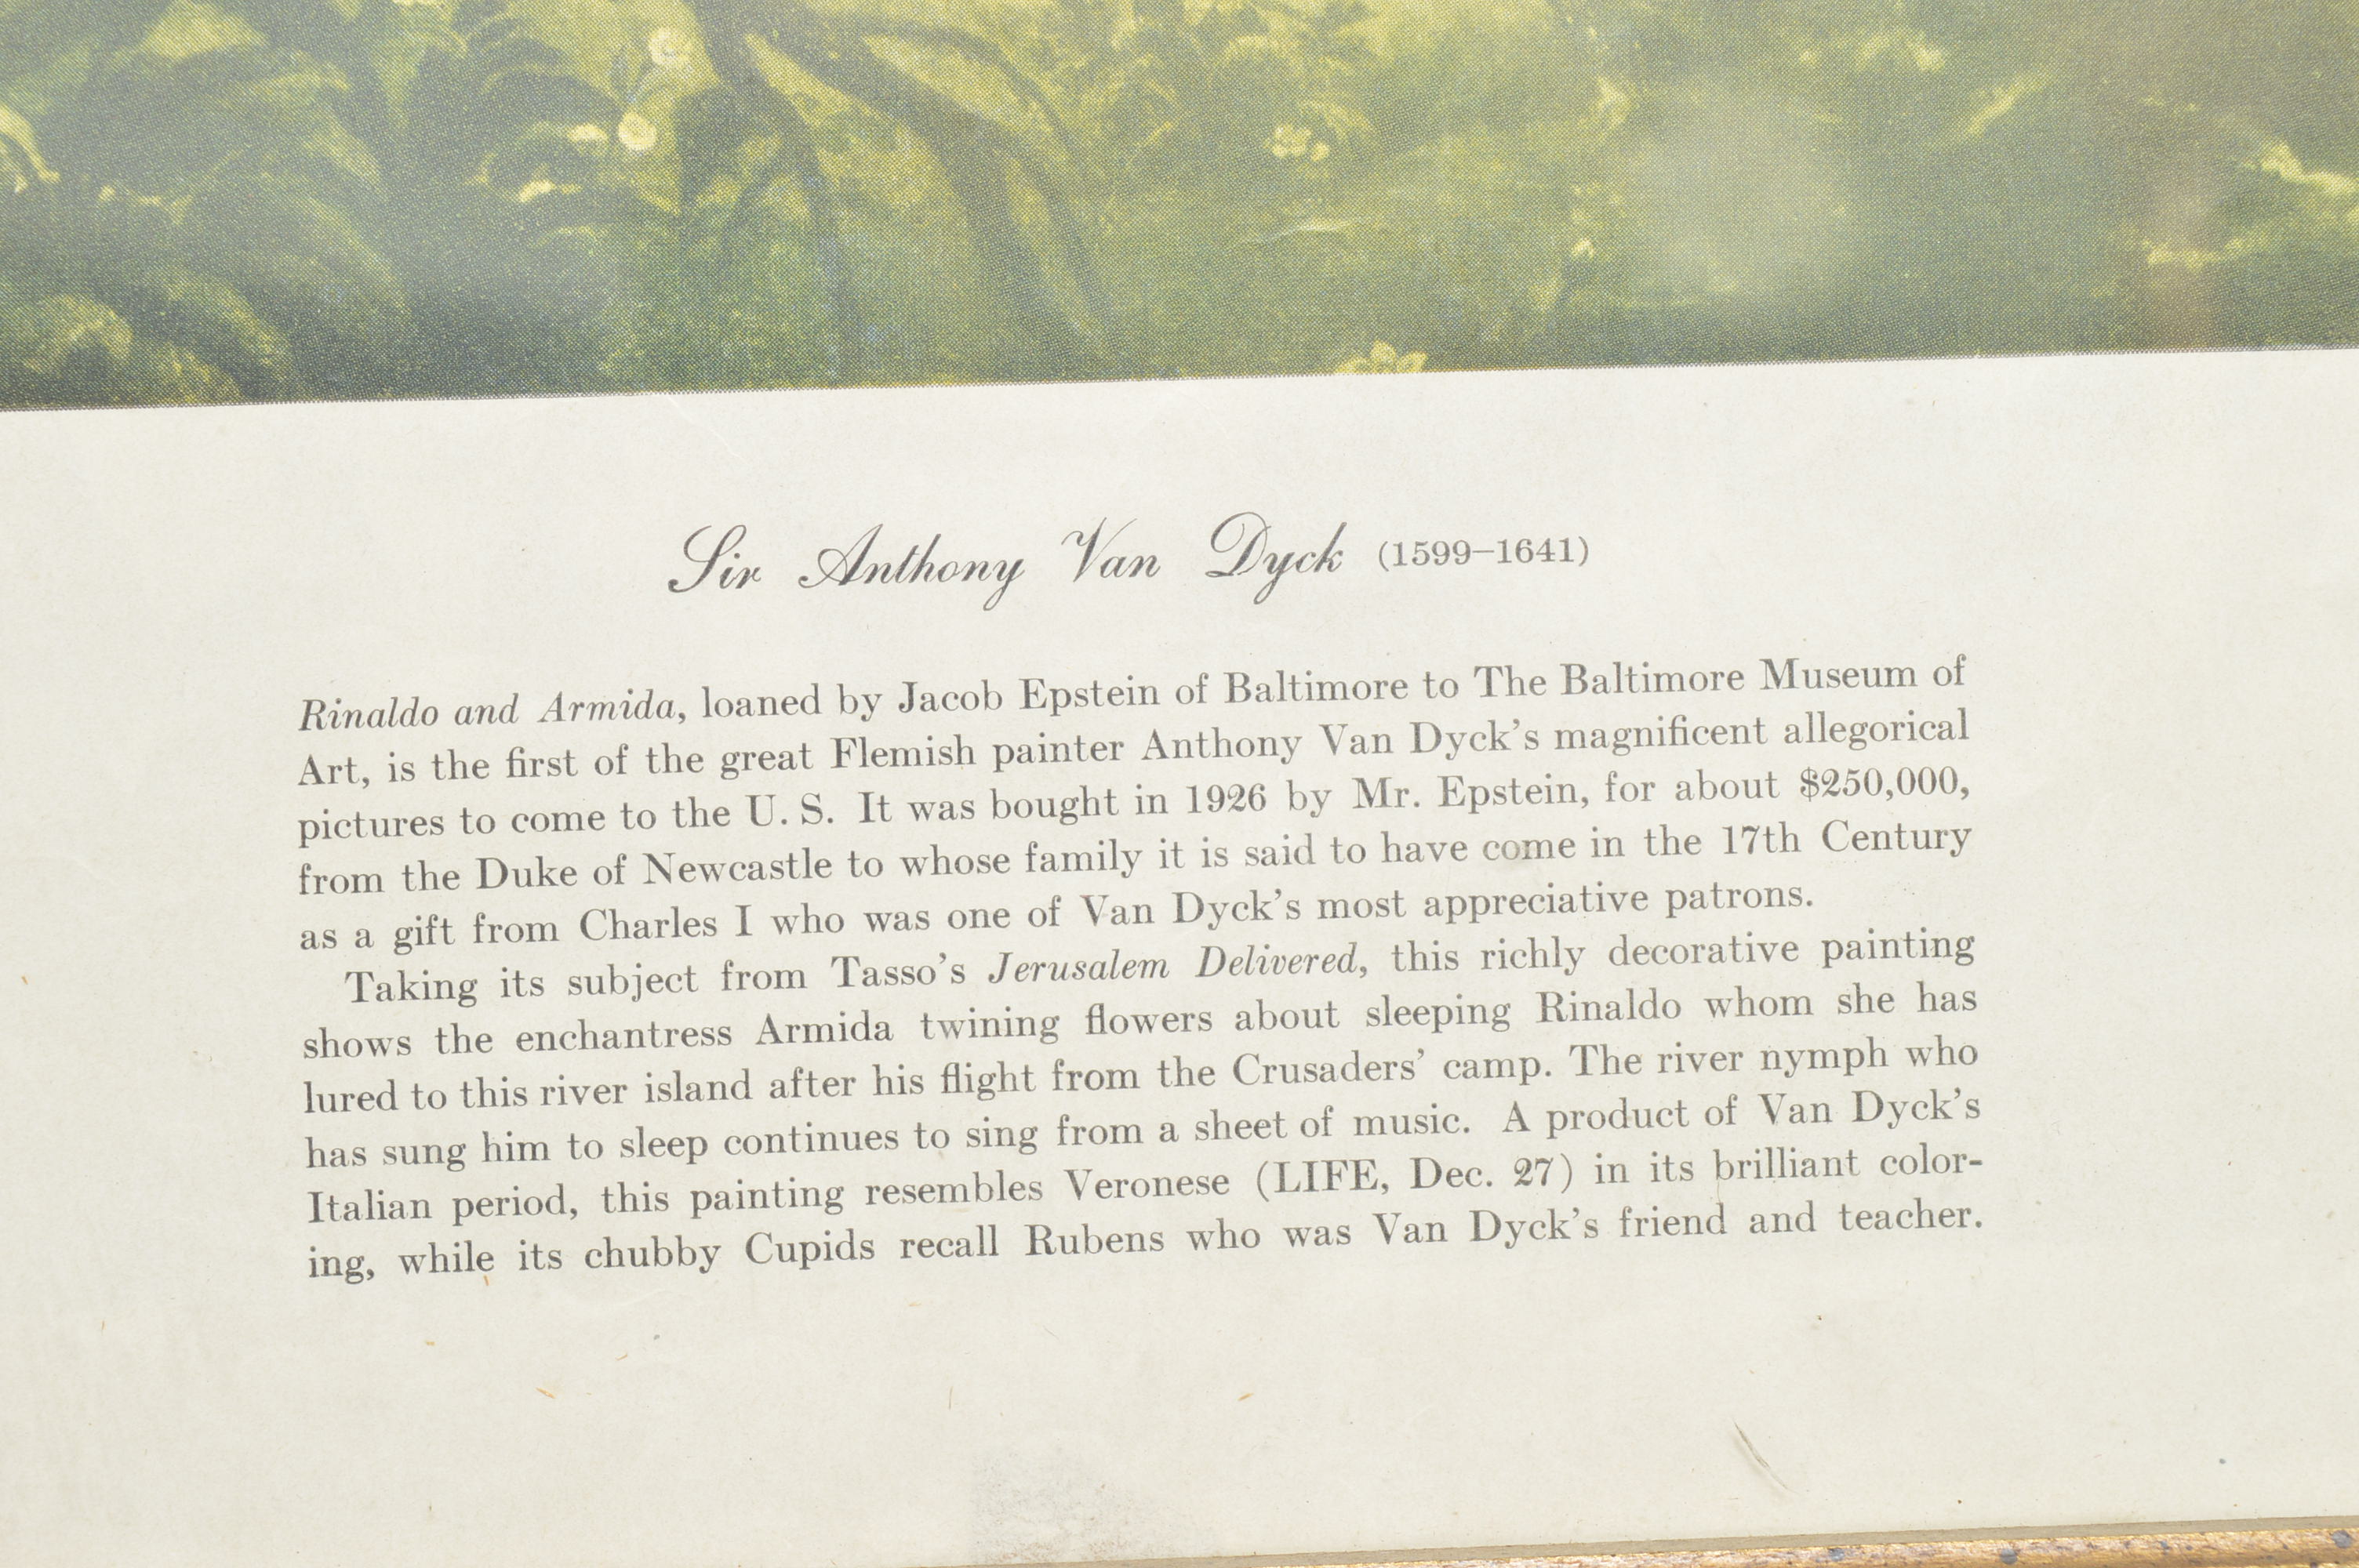 Sir Anthony Van Dyck (1599–1641)
Rinaldo and Armida, loaned by Jacob Epstein of Baltimore to The Baltimore Museum of
Art, is the first of the great Flemish painter Anthony Van Dyck's magnificent allegorical
pictures to come to the U. S. It was bought in 1926 by Mr. Epstein, for about $250,000,
from the Duke of Newcastle to whose family it is said to have come in the 17th Century
as a gift from Charles I who was one of Van Dyck's most appreciative patrons.
Taking its subject from Tasso's Jerusalem Delivered, this richly decorative painting
shows the enchantress Armida twining flowers about sleeping Rinaldo whom she has
lured to this river island after his flight from the Crusaders' camp. The river nymph who
has sung him to sleep continues to sing from a sheet of music. A product of Van Dyck's
Italian period, this painting resembles Veronese (LIFE, Dec. 27) in its brilliant color-
ing, while its chubby Cupids recall Rubens who was Van Dyck's friend and teacher.